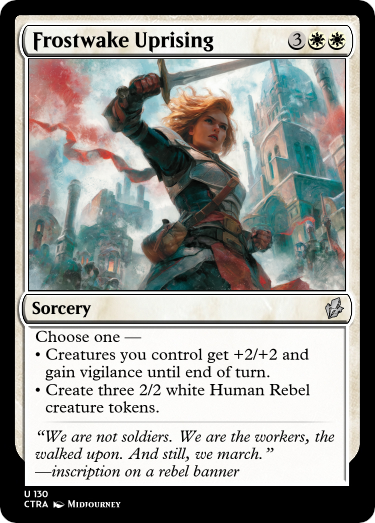 Frostwake Uprising 3
Sorcery
Choose one —
• Creatures you control get +2/+2 and
gain vigilance until end of turn.
• Create three 2/2 white Human Rebel
creature tokens.
“We are not soldiers. We are the workers, the
walked upon. And still, we march.”
—inscription on a rebel banner
U 130
CTRA Midjourney